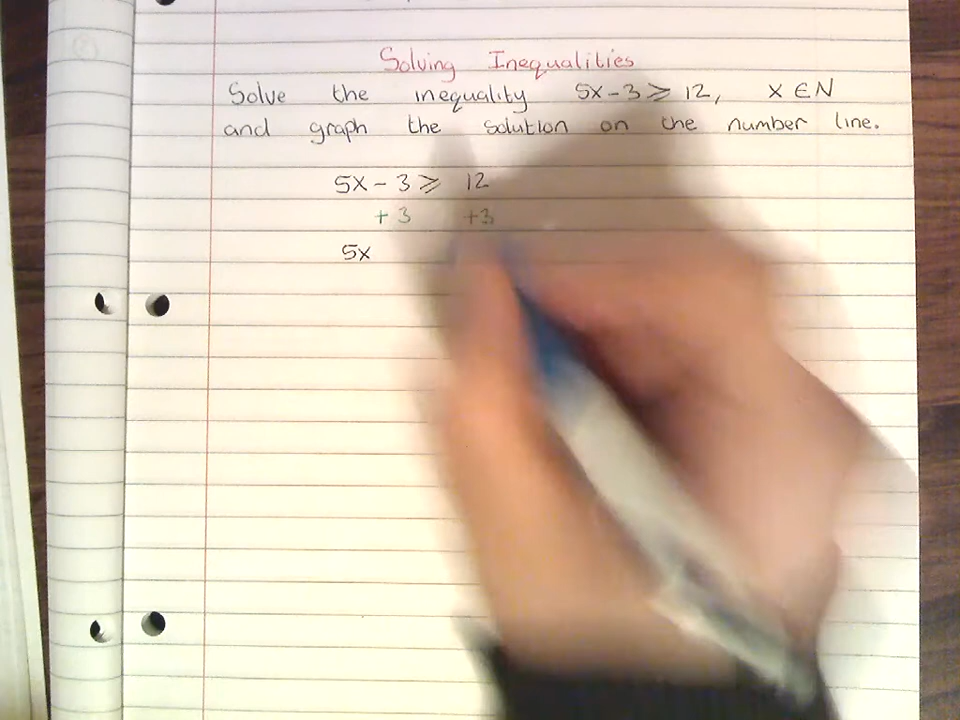 Solving Inequalities
Solve the inequality 5x - 3 ⩾ 12, x ∈ N
and graph the solution on the number line.
5x - 3 ⩾ 12
+ 3 +3
5x